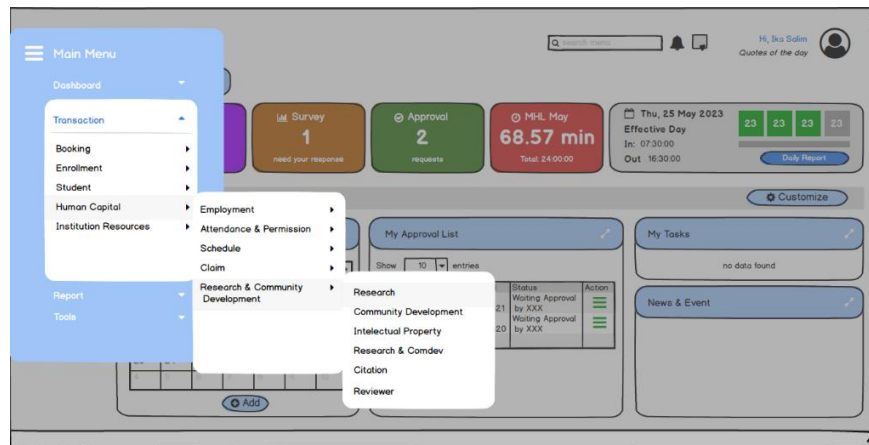 Main Menu
search menu
Hi, Ika Salim
Quotes of the day
Dashboard
Transaction
Booking
Enrollment
Student
Human Capital
Institution Resources
Report
Tools
Survey
1
need your response
Approval
2
requests
MHL May
68.57 min
Total: 24:00:00
Thu, 25 May 2023
Effective Day
In: 07:30:00
Out 16:30:00
23 23 23 23
Daily Report
Customize
Employment
Attendance & Permission
Schedule
Claim
Research & Community
Development
Research
Community Development
Intelectual Property
Research & Comdev
Citation
Reviewer
My Approval List
Show 10 entries
Status Action
21 Waiting Approval
by XXX
20 Waiting Approval
by XXX
My Tasks
no data found
News & Event
Add